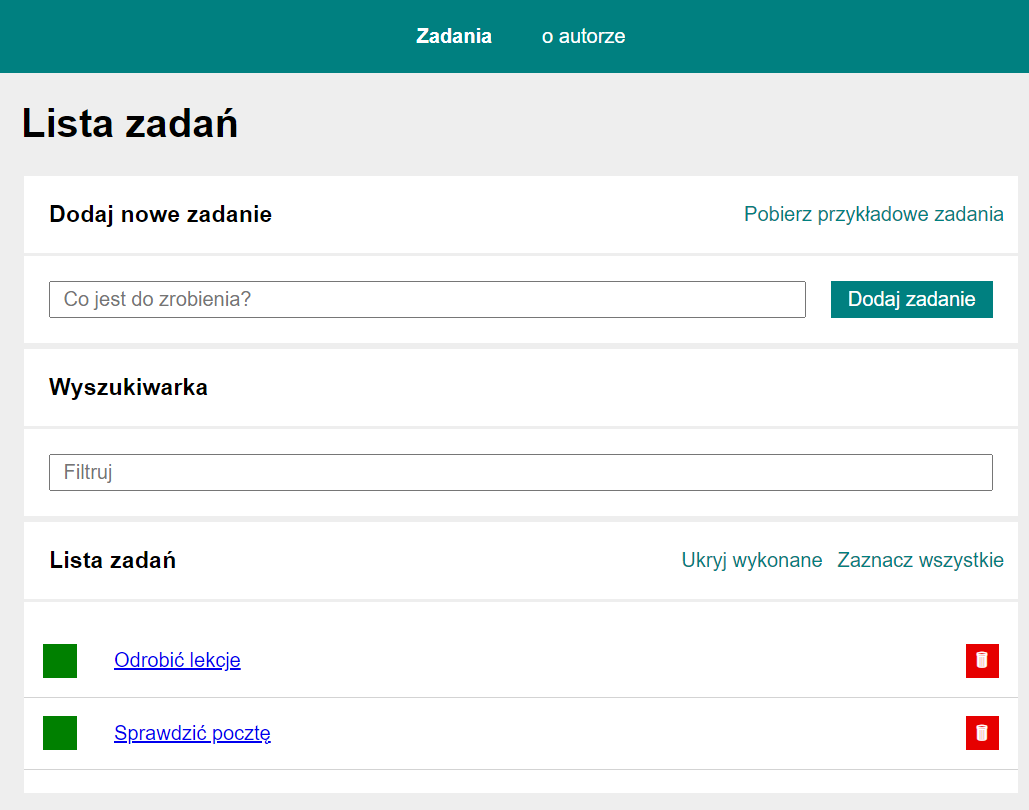 Zadania o autorze
Lista zadań
Dodaj nowe zadanie Pobierz przykładowe zadania
Co jest do zrobienia? Dodaj zadanie
Wyszukiwarka
Filtruj
Lista zadań Ukryj wykonane Zaznacz wszystkie
Odrobić lekcje
Sprawdzić pocztę